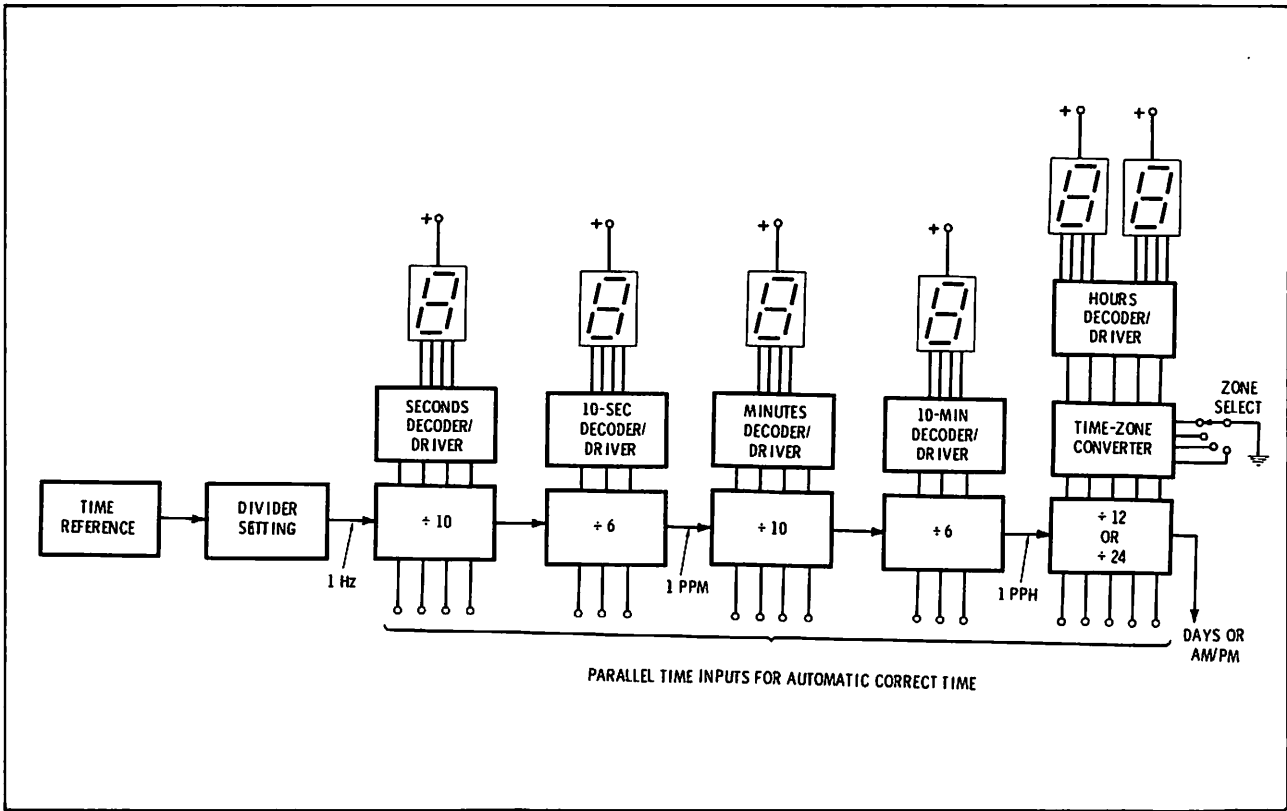 +
+
+
+
+
+
HOURS
DECODER/
DRIVER
SECONDS
DECODER/
DRIVER
10-SEC
DECODER/
DRIVER
MINUTES
DECODER/
DRIVER
10-MIN
DECODER/
DRIVER
TIME-ZONE
CONVERTER
ZONE
SELECT
TIME
REFERENCE
DIVIDER
SETTING
1 Hz
÷ 10
÷ 6
1 PPM
÷ 10
÷ 6
1 PPH
÷ 12
OR
÷ 24
DAYS OR
AM/PM
PARALLEL TIME INPUTS FOR AUTOMATIC CORRECT TIME